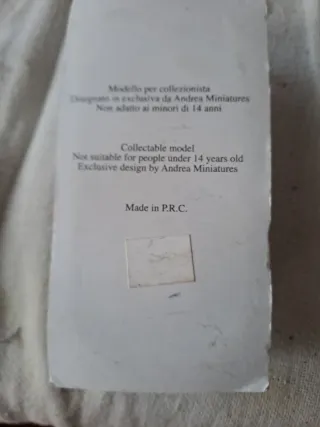 Modello per collezionista
Disegnato in exclusiva da Andrea Miniatures
Non adatto ai minori di 14 anni
Collectable model
Not suitable for people under 14 years old
Exclusive design by Andrea Miniatures
Made in P.R.C.